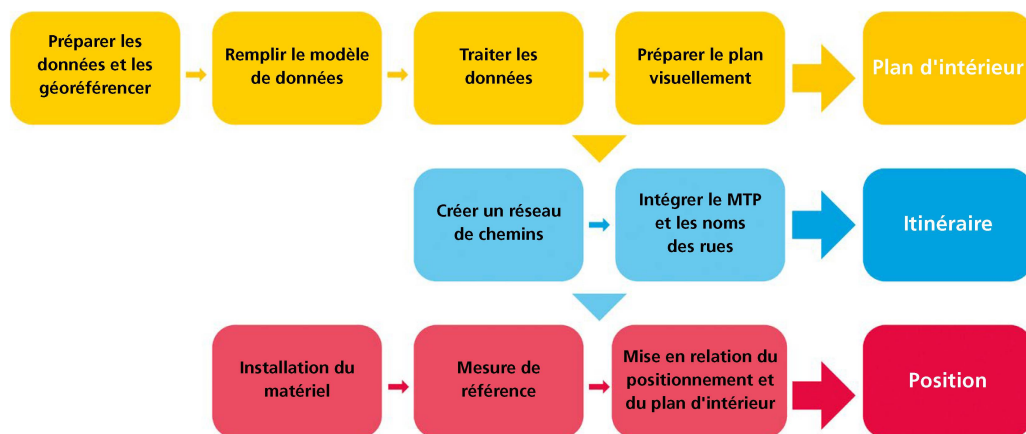 Préparer les
données et les
géoréférencer
Remplir le modèle
de données
Traiter les
données
Préparer le plan
visuellement
Plan d'intérieur
Créer un réseau
de chemins
Intégrer le MTP
et les noms
des rues
Itinéraire
Installation du
matériel
Mesure de
référence
Mise en relation du
positionnement et
du plan d'intérieur
Position